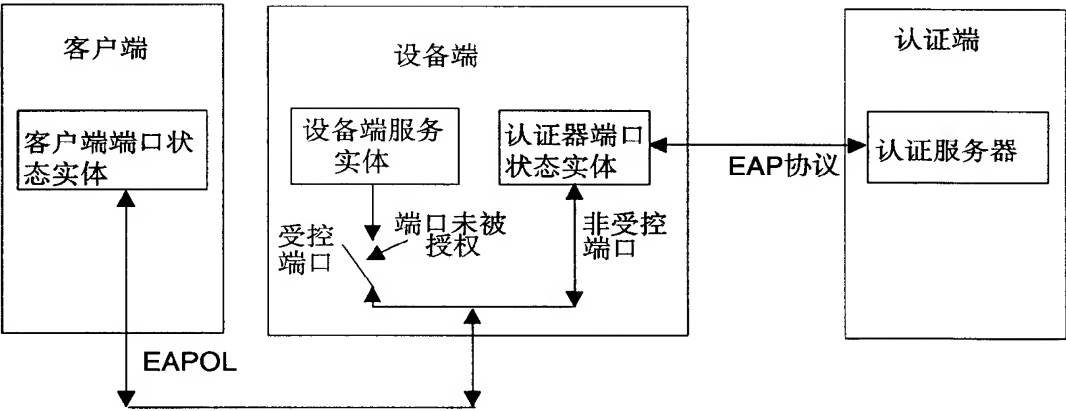 客户端
设备端
认证端
客户端端口状
态实体
设备端服务
实体
认证器端口
状态实体
认证服务器
EAP协议
受控
端口
端口未被
授权
非受控
端口
EAPOL